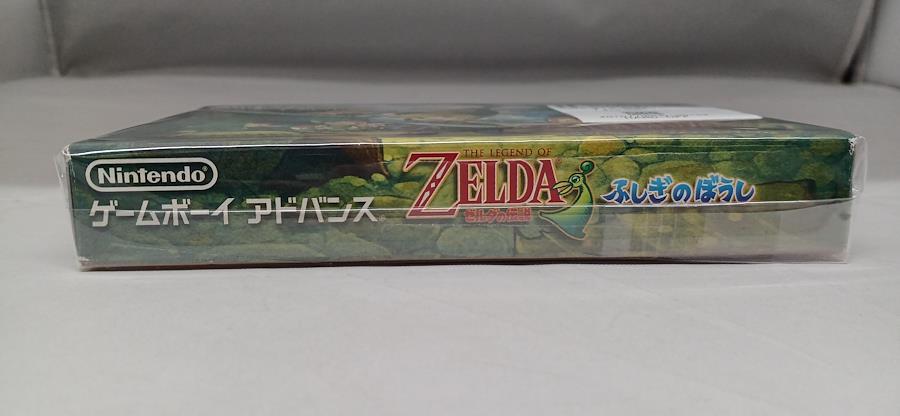 Nintendo
ゲームボーイ アドバンス
THE LEGEND OF
ZELDA
ゼルダの伝説
ふしぎのぼうし